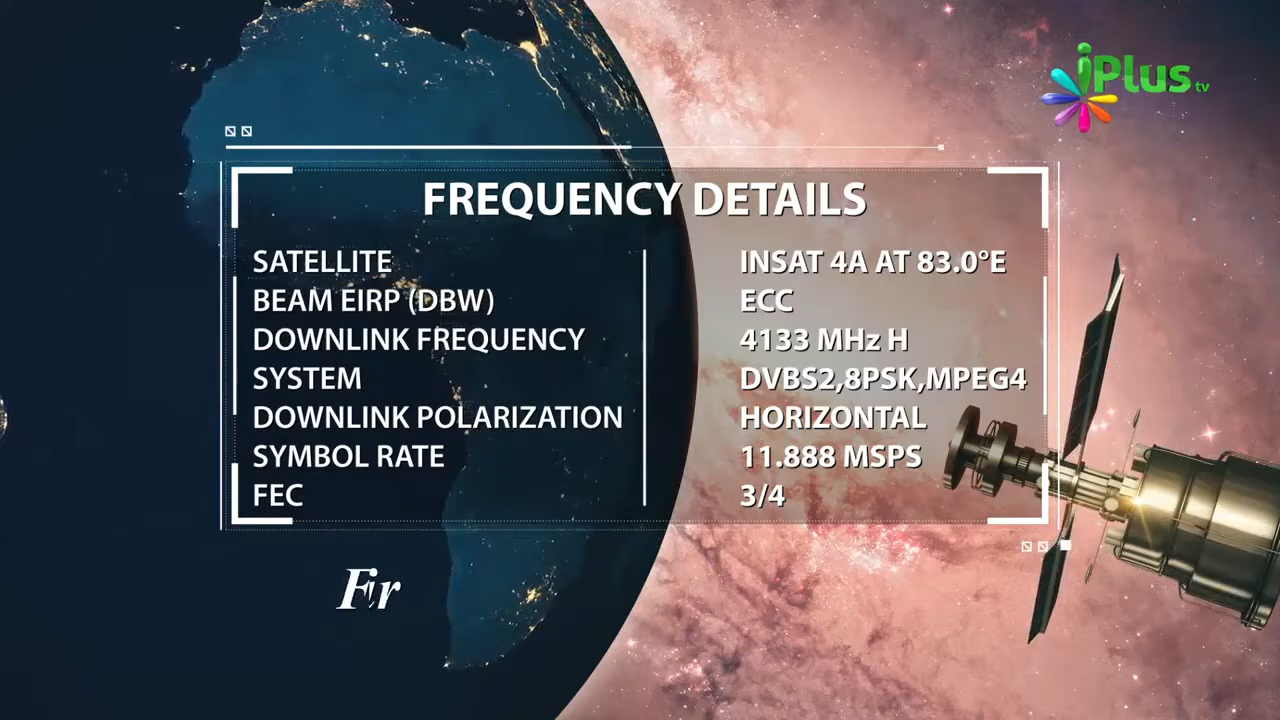 iPlus tv
FREQUENCY DETAILS
SATELLITE INSAT 4A AT 83.0°E
BEAM EIRP (DBW) ECC
DOWNLINK FREQUENCY 4133 MHz H
SYSTEM DVBS2,8PSK,MPEG4
DOWNLINK POLARIZATION HORIZONTAL
SYMBOL RATE 11.888 MSPS
FEC 3/4
Fir